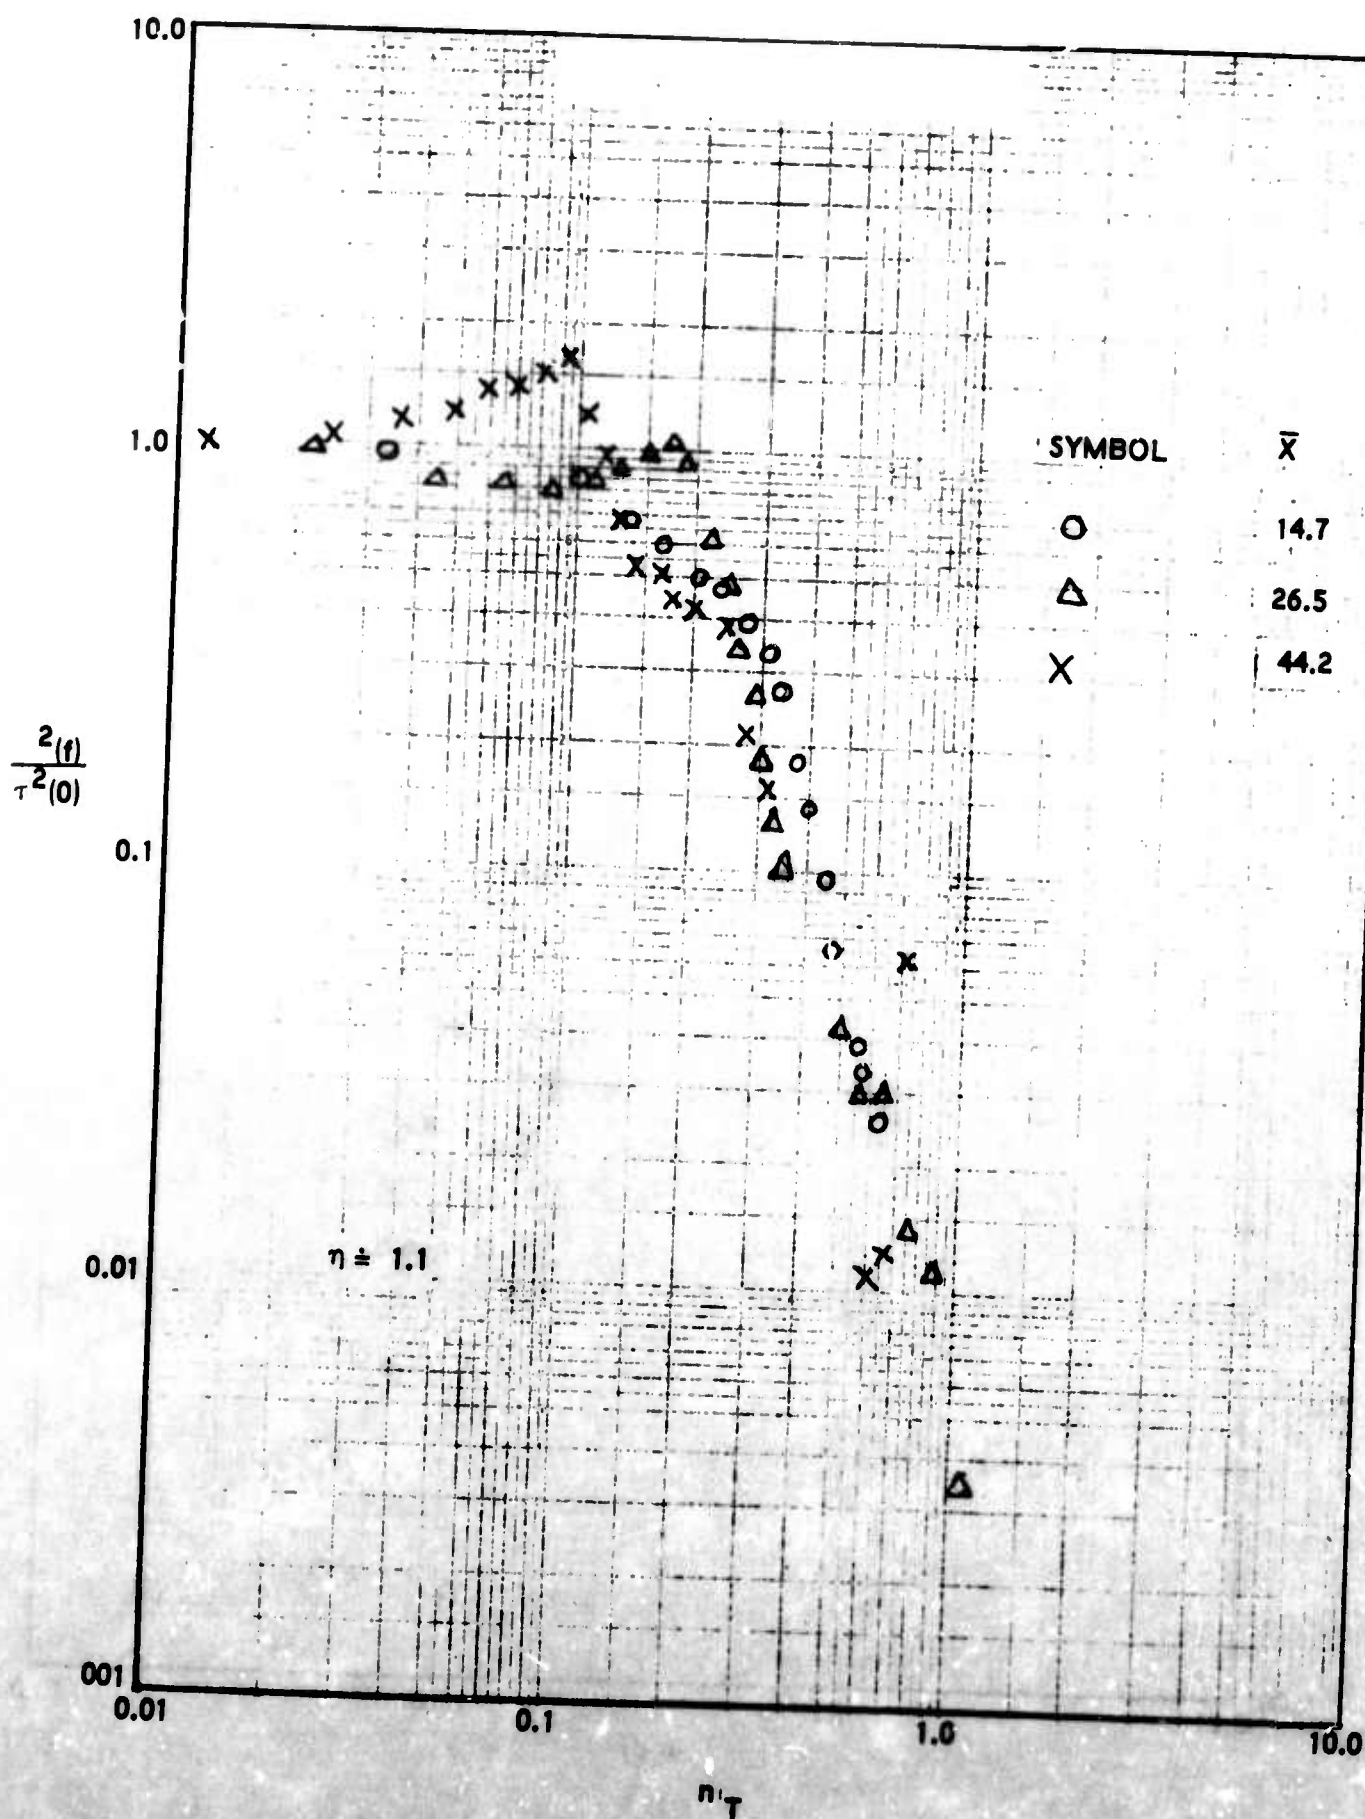 10.0
1.0
0.1
0.01
001
SYMBOL X̄
O 14.7
△ 26.5
X 44.2
2(f)
τ2(0)
η ≐ 1.1
0.01 0.1 1.0 10.0
n'T